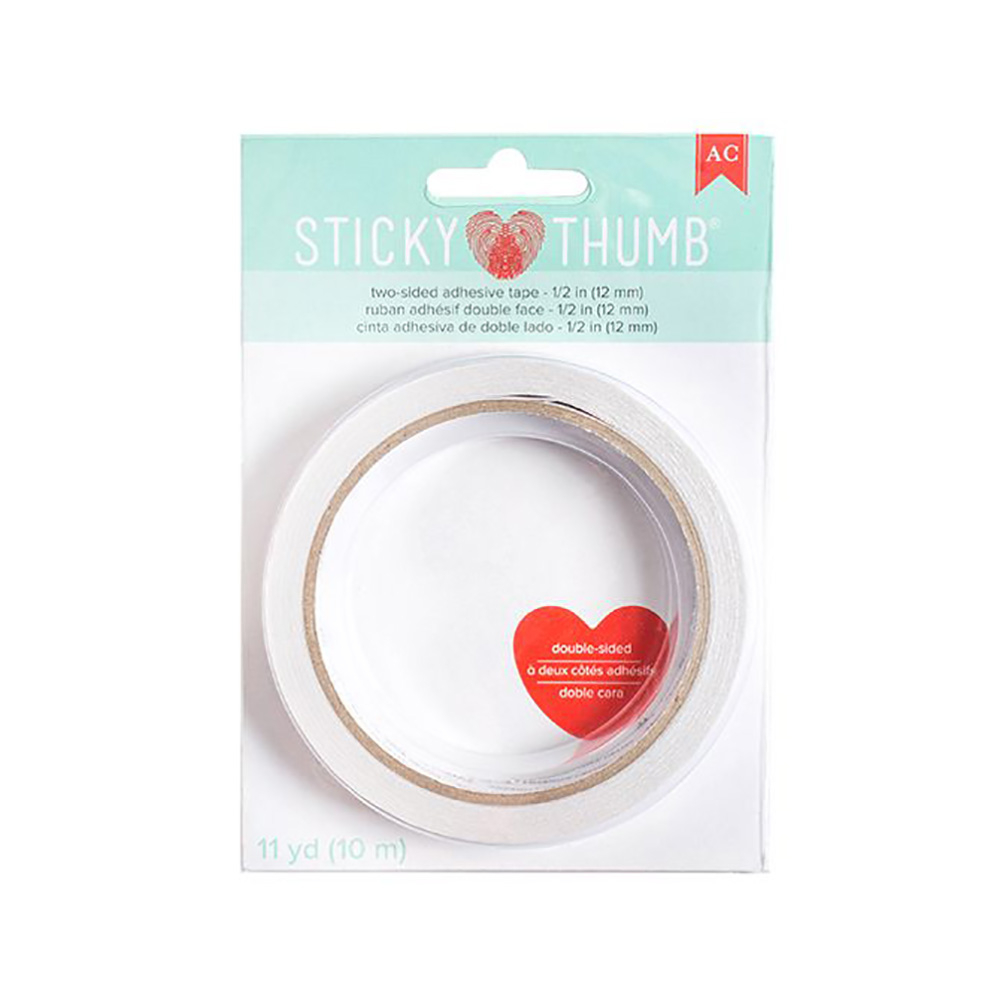 AC
STICKY THUMB®
two-sided adhesive tape - 1/2 in (12 mm)
ruban adhésif double face - 1/2 in (12 mm)
cinta adhesiva de doble lado - 1/2 in (12 mm)
double-sided
à deux côtés adhésifs
doble cara
11 yd (10 m)